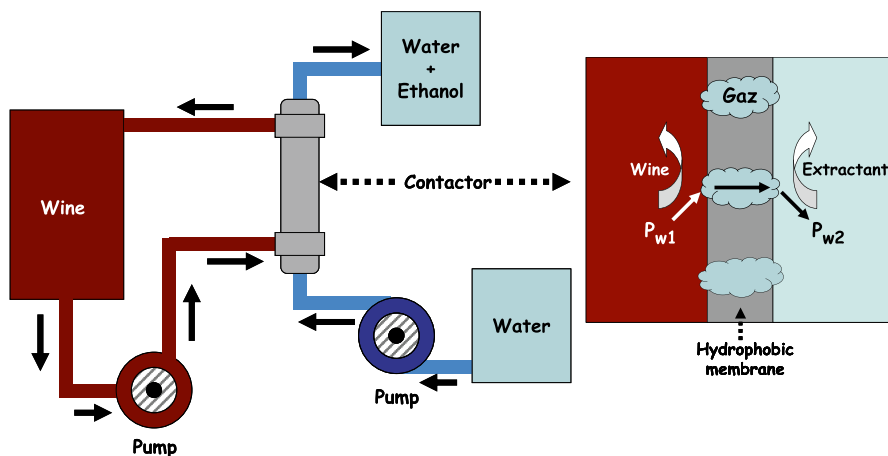 Water
+
Ethanol
Wine
Contactor
Water
Pump
Pump
Gaz
Wine
Extractant
Pw1
Pw2
Hydrophobic
membrane